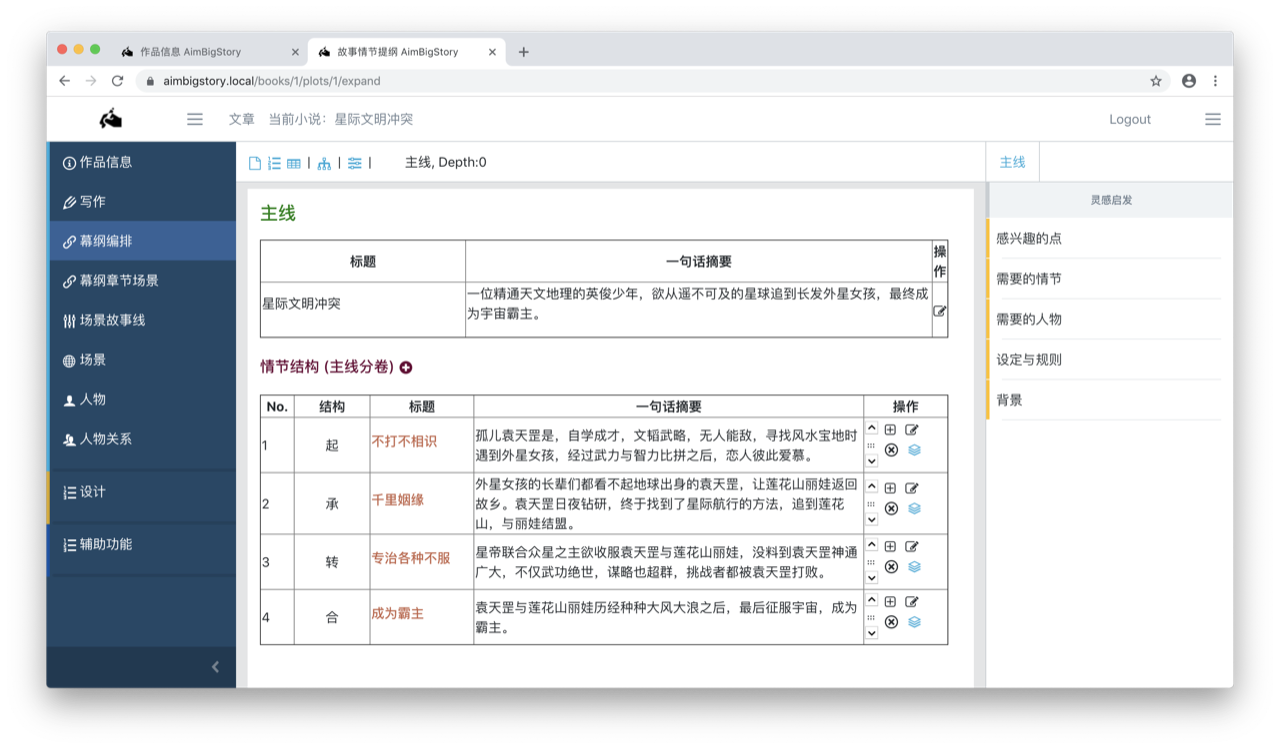 作品信息 AimBigStory
故事情节提纲 AimBigStory
aimbigstory.local/books/1/plots/1/expand
文章 当前小说：星际文明冲突
Logout
作品信息
写作
幕纲编排
幕纲章节场景
场景故事线
场景
人物
人物关系
设计
辅助功能
| | | 主线, Depth:0
主线
标题 一句话摘要 操
作
星际文明冲突
一位精通天文地理的英俊少年，欲从遥不可及的星球追到长发外星女孩，最终成
为宇宙霸主。
情节结构 (主线分卷)
No. 结构 标题 一句话摘要 操作
1 起 不打不相识
孤儿袁天罡是，自学成才，文韬武略，无人能敌，寻找风水宝地时
遇到外星女孩，经过武力与智力比拼之后，恋人彼此爱慕。
2 承 千里姻缘
外星女孩的长辈们都看不起地球出身的袁天罡，让莲花山丽娃返回
故乡。袁天罡日夜钻研，终于找到了星际航行的方法，追到莲花
山，与丽娃结盟。
3 转 专治各种不服
星帝联合众星之主欲收服袁天罡与莲花山丽娃，没料到袁天罡神通
广大，不仅武功绝世，谋略也超群，挑战者都被袁天罡打败。
4 合 成为霸主
袁天罡与莲花山丽娃历经种种大风大浪之后，最后征服宇宙，成为
霸主。
主线
灵感启发
感兴趣的点
需要的情节
需要的人物
设定与规则
背景